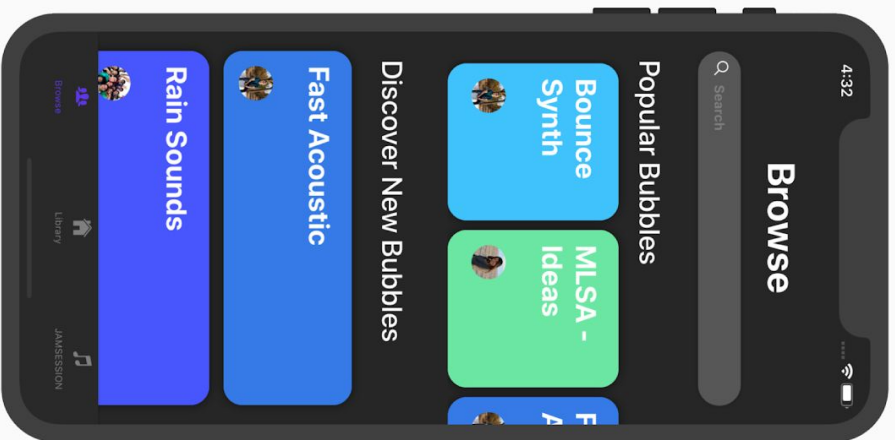 4:32
Browse
Search
Popular Bubbles
Bounce
Synth
MLSA -
Ideas
F
A
Discover New Bubbles
Fast Acoustic
Rain Sounds
Browse
Library
JAMSESSION